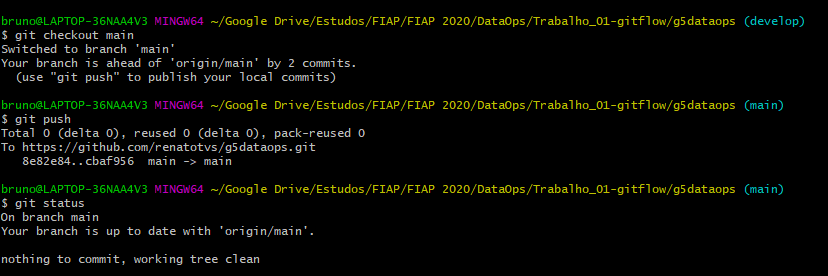 bruno@LAPTOP-36NAA4V3 MINGW64 ~/Google Drive/Estudos/FIAP/FIAP 2020/DataOps/Trabalho_01-gitflow/g5dataops (develop)
$ git checkout main
Switched to branch 'main'
Your branch is ahead of 'origin/main' by 2 commits.
  (use "git push" to publish your local commits)

bruno@LAPTOP-36NAA4V3 MINGW64 ~/Google Drive/Estudos/FIAP/FIAP 2020/DataOps/Trabalho_01-gitflow/g5dataops (main)
$ git push
Total 0 (delta 0), reused 0 (delta 0), pack-reused 0
To https://github.com/renatotvs/g5dataops.git
   8e82e84..cbaf956  main -> main

bruno@LAPTOP-36NAA4V3 MINGW64 ~/Google Drive/Estudos/FIAP/FIAP 2020/DataOps/Trabalho_01-gitflow/g5dataops (main)
$ git status
On branch main
Your branch is up to date with 'origin/main'.

nothing to commit, working tree clean